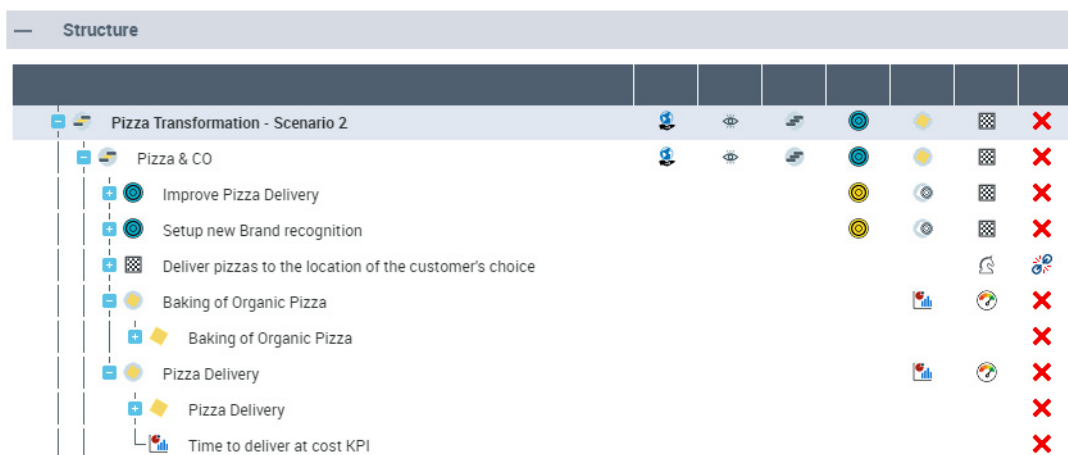 Structure
Pizza Transformation - Scenario 2
Pizza & CO
Improve Pizza Delivery
Setup new Brand recognition
Deliver pizzas to the location of the customer's choice
Baking of Organic Pizza
Baking of Organic Pizza
Pizza Delivery
Pizza Delivery
Time to deliver at cost KPI